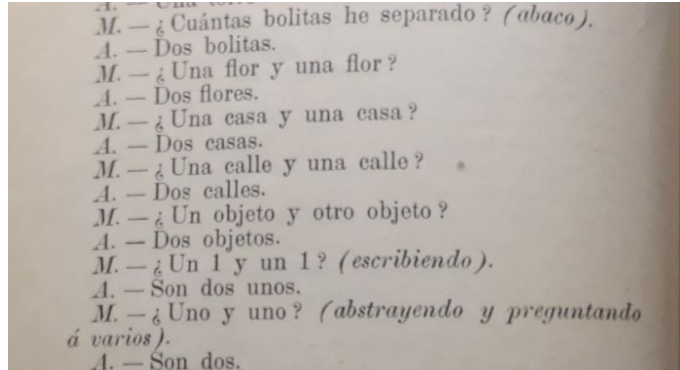 A. — Una
M. — ¿ Cuántas bolitas he separado ? (abaco).
A. — Dos bolitas.
M. — ¿ Una flor y una flor ?
A. — Dos flores.
M. — ¿ Una casa y una casa ?
A. — Dos casas.
M. — ¿ Una calle y una calle ?
A. — Dos calles.
M. — ¿ Un objeto y otro objeto ?
A. — Dos objetos.
M. — ¿ Un 1 y un 1 ? (escribiendo).
A. — Son dos unos.
M. — ¿ Uno y uno ? (abstrayendo y preguntando
á varios).
A. — Son dos.